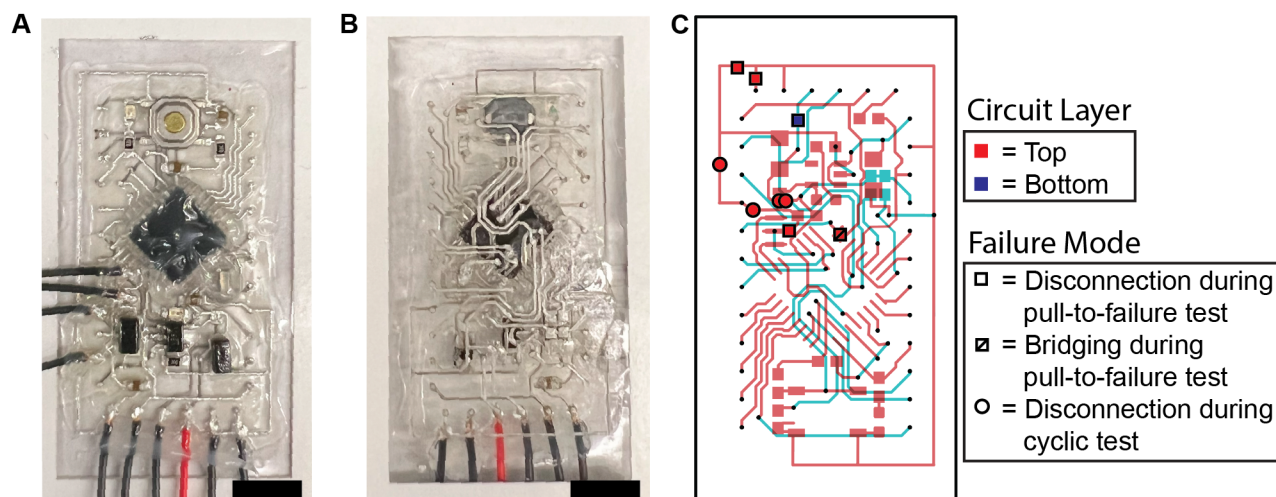 A
B
C
Circuit Layer
= Top
= Bottom
Failure Mode
= Disconnection during
pull-to-failure test
= Bridging during
pull-to-failure test
= Disconnection during
cyclic test